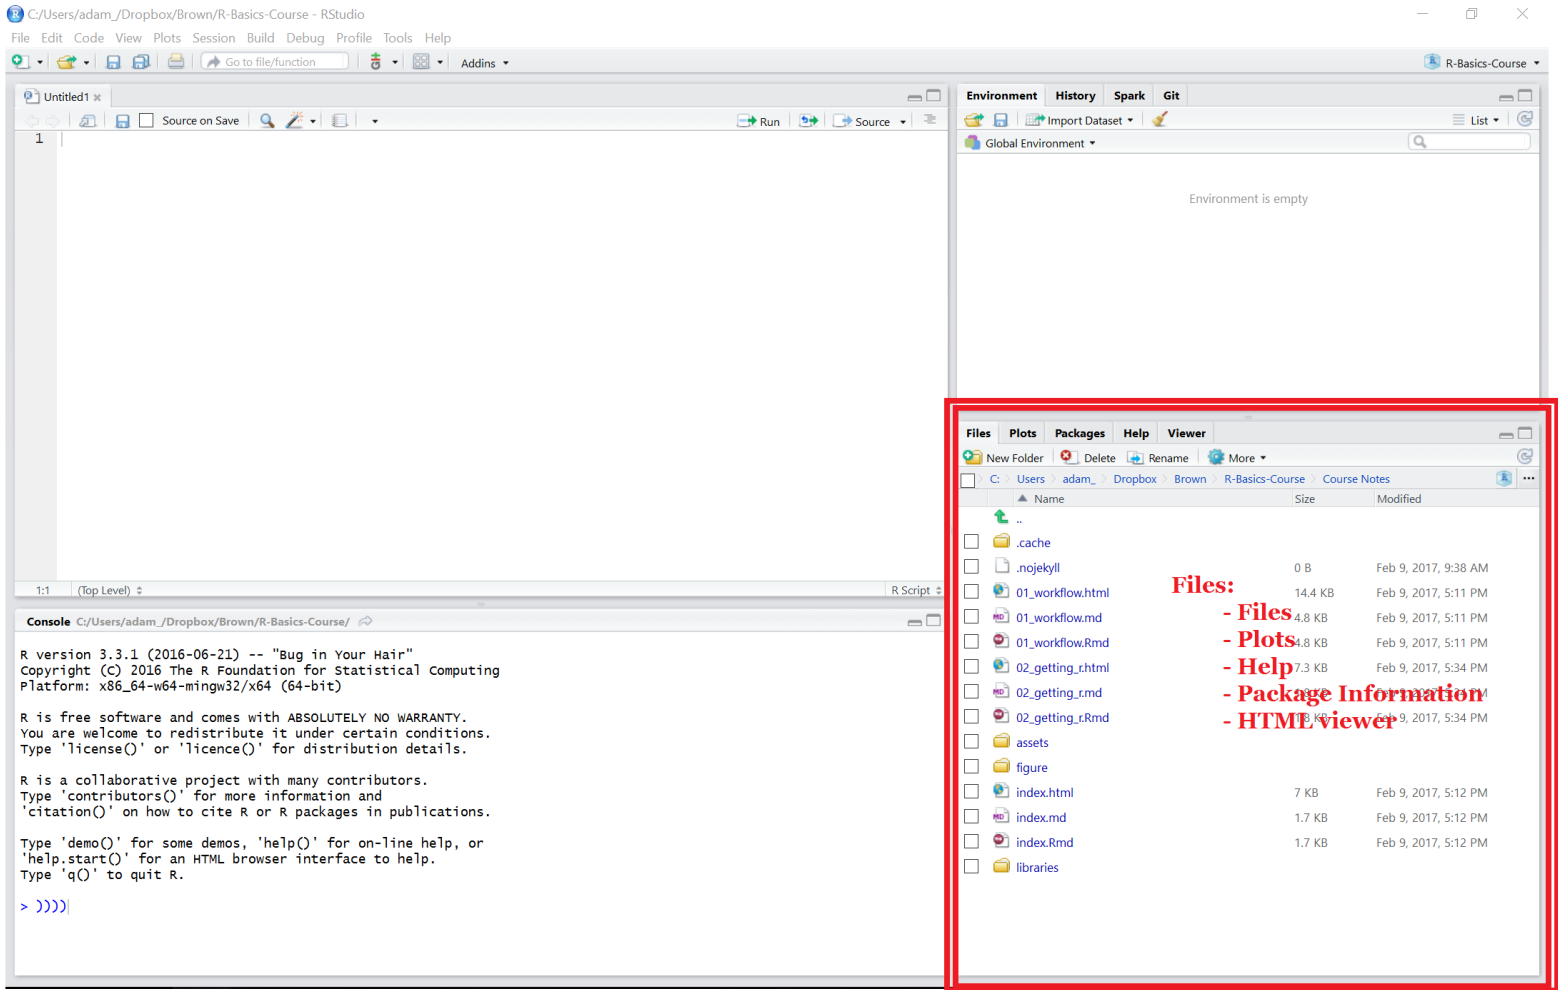 C:/Users/adam_/Dropbox/Brown/R-Basics-Course - RStudio
File Edit Code View Plots Session Build Debug Profile Tools Help
Go to file/function Addins R-Basics-Course
Untitled1
Source on Save Run Source
1
1:1 (Top Level) R Script
Console C:/Users/adam_/Dropbox/Brown/R-Basics-Course/
R version 3.3.1 (2016-06-21) -- "Bug in Your Hair"
Copyright (C) 2016 The R Foundation for Statistical Computing
Platform: x86_64-w64-mingw32/x64 (64-bit)
R is free software and comes with ABSOLUTELY NO WARRANTY.
You are welcome to redistribute it under certain conditions.
Type 'license()' or 'licence()' for distribution details.
R is a collaborative project with many contributors.
Type 'contributors()' for more information and
'citation()' on how to cite R or R packages in publications.
Type 'demo()' for some demos, 'help()' for on-line help, or
'help.start()' for an HTML browser interface to help.
Type 'q()' to quit R.
> ))))
Environment History Spark Git
Import Dataset List
Global Environment
Environment is empty
Files Plots Packages Help Viewer
New Folder Delete Rename More
C: Users adam_ Dropbox Brown R-Basics-Course Course Notes ...
Name Size Modified
..
.cache
.nojekyll 0 B Feb 9, 2017, 9:38 AM
01_workflow.html 14.4 KB Feb 9, 2017, 5:11 PM
01_workflow.md 4.8 KB Feb 9, 2017, 5:11 PM
01_workflow.Rmd 4.8 KB Feb 9, 2017, 5:11 PM
02_getting_r.html 7.3 KB Feb 9, 2017, 5:34 PM
02_getting_r.md
02_getting_r.Rmd 1.8 KB Feb 9, 2017, 5:34 PM
assets
figure
index.html 7 KB Feb 9, 2017, 5:12 PM
index.md 1.7 KB Feb 9, 2017, 5:12 PM
index.Rmd 1.7 KB Feb 9, 2017, 5:12 PM
libraries
Files:
- Files
- Plots
- Help
- Package Information
- HTML viewer